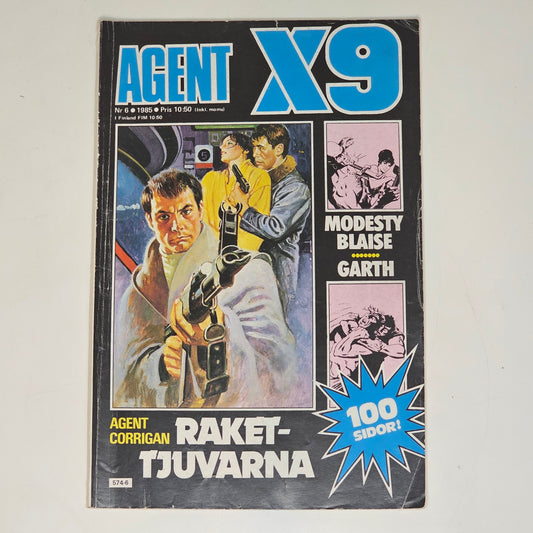 AGENT X9
Nr 6 • 1985 • Pris 10:50 (inkl. moms)
I Finland FIM 10:50
MODESTY
BLAISE
GARTH
100
SIDOR!
AGENT
CORRIGAN
RAKET-
TJUVARNA
574-6